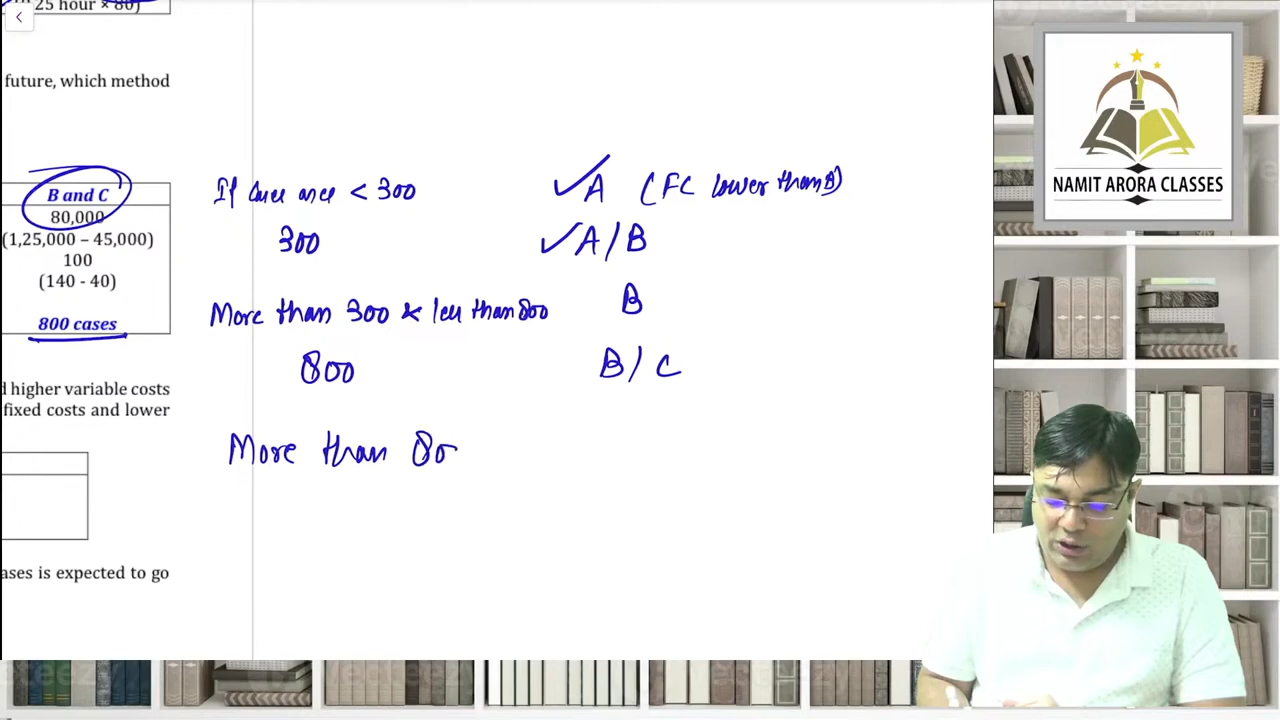 0.25 hour × 80)
future, which method
B and C
80,000
(1,25,000 – 45,000)
100
(140 - 40)
800 cases
d higher variable costs
fixed costs and lower
ases is expected to go
If Case are < 300 ✓A (FC lower than B)
300 ✓A/B
More than 300 & less than 800 B
800 B/C
More than 80
NAMIT ARORA CLASSES